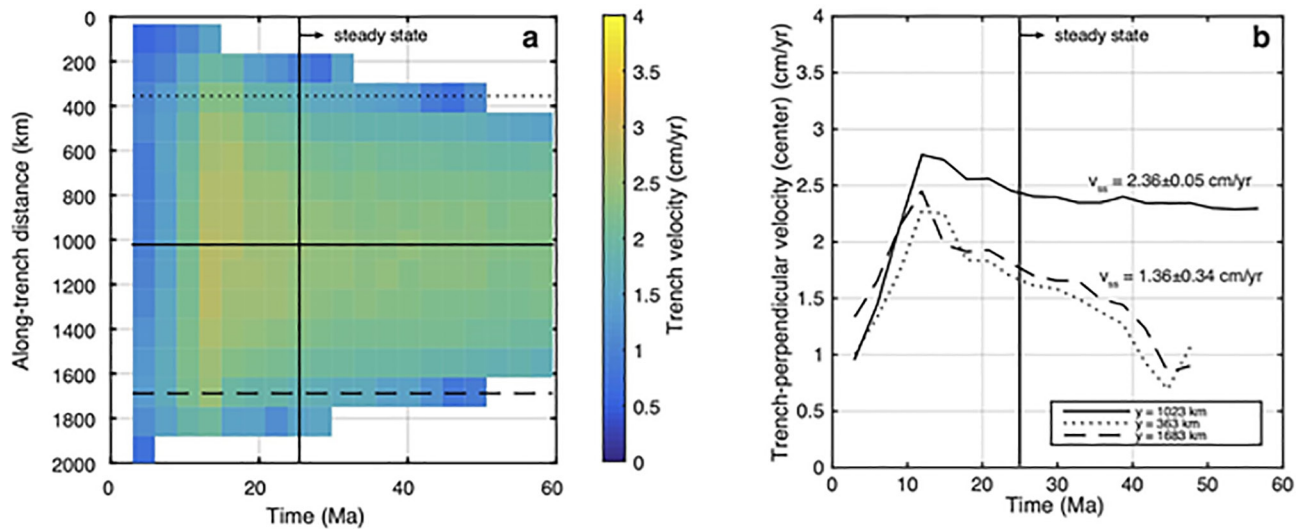 a
steady state
0
200
400
600
800
1000
1200
1400
1600
1800
2000
Along-trench distance (km)
0
20
40
60
Time (Ma)
4
3.5
3
2.5
2
1.5
1
0.5
0
Trench velocity (cm/yr)
b
steady state
4
3.5
3
2.5
2
1.5
1
0.5
0
Trench-perpendicular velocity (center) (cm/yr)
vss = 2.36±0.05 cm/yr
vss = 1.36±0.34 cm/yr
y = 1023 km
y = 363 km
y = 1683 km
0
10
20
30
40
50
60
Time (Ma)